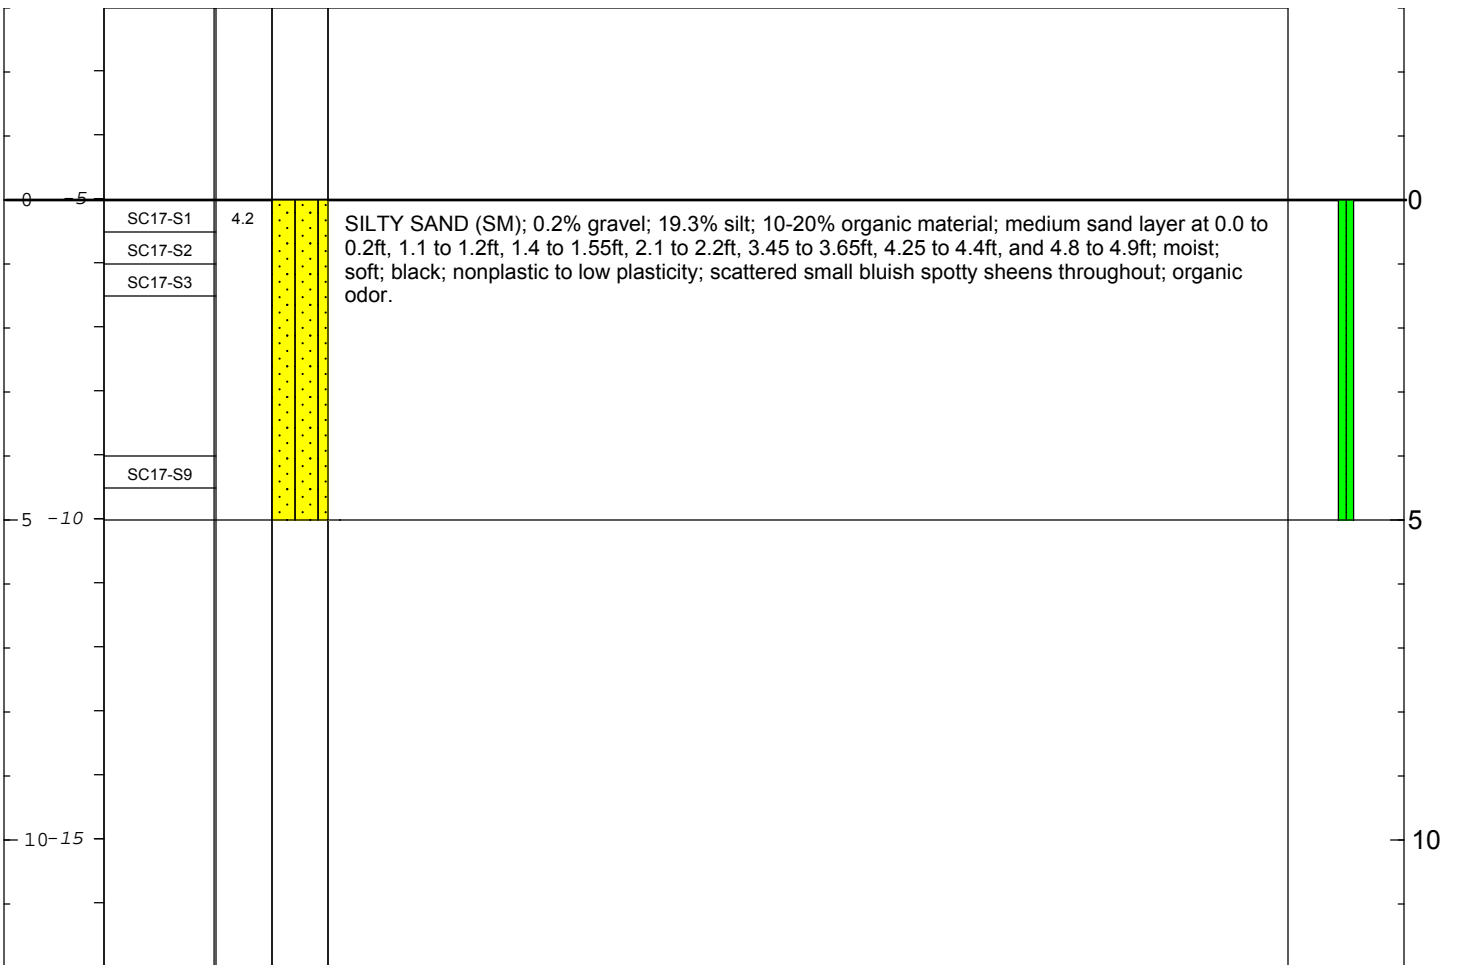 0 -5 0
SC17-S1 4.2 SILTY SAND (SM); 0.2% gravel; 19.3% silt; 10-20% organic material; medium sand layer at 0.0 to
0.2ft, 1.1 to 1.2ft, 1.4 to 1.55ft, 2.1 to 2.2ft, 3.45 to 3.65ft, 4.25 to 4.4ft, and 4.8 to 4.9ft; moist;
SC17-S2
soft; black; nonplastic to low plasticity; scattered small bluish spotty sheens throughout; organic
SC17-S3
odor.
SC17-S9
5 -10 5
10 -15 10